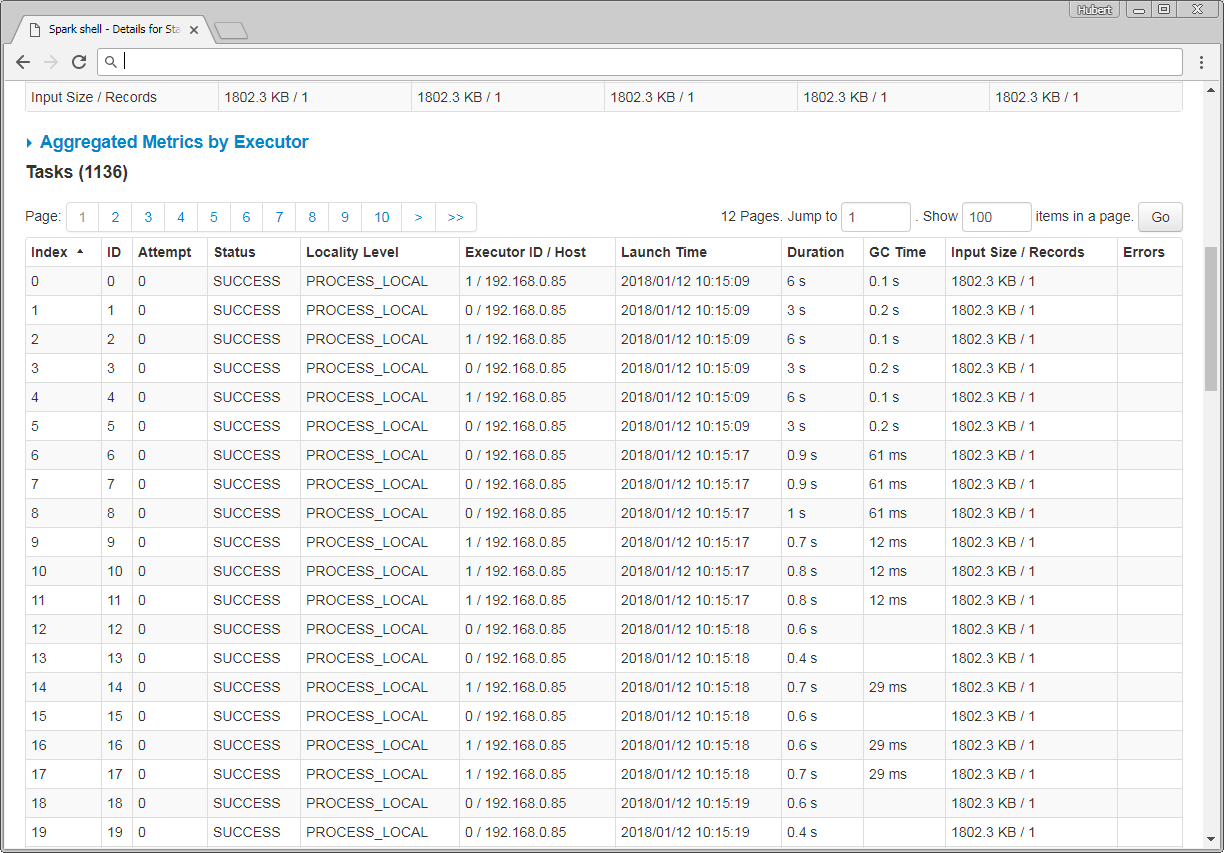 Hubert
Spark shell - Details for Sta
Input Size / Records 1802.3 KB / 1 1802.3 KB / 1 1802.3 KB / 1 1802.3 KB / 1 1802.3 KB / 1
Aggregated Metrics by Executor
Tasks (1136)
Page: 1 2 3 4 5 6 7 8 9 10 > >> 12 Pages. Jump to 1 . Show 100 items in a page. Go
Index ID Attempt Status Locality Level Executor ID / Host Launch Time Duration GC Time Input Size / Records Errors
0 0 0 SUCCESS PROCESS_LOCAL 1 / 192.168.0.85 2018/01/12 10:15:09 6 s 0.1 s 1802.3 KB / 1
1 1 0 SUCCESS PROCESS_LOCAL 0 / 192.168.0.85 2018/01/12 10:15:09 3 s 0.2 s 1802.3 KB / 1
2 2 0 SUCCESS PROCESS_LOCAL 1 / 192.168.0.85 2018/01/12 10:15:09 6 s 0.1 s 1802.3 KB / 1
3 3 0 SUCCESS PROCESS_LOCAL 0 / 192.168.0.85 2018/01/12 10:15:09 3 s 0.2 s 1802.3 KB / 1
4 4 0 SUCCESS PROCESS_LOCAL 1 / 192.168.0.85 2018/01/12 10:15:09 6 s 0.1 s 1802.3 KB / 1
5 5 0 SUCCESS PROCESS_LOCAL 0 / 192.168.0.85 2018/01/12 10:15:09 3 s 0.2 s 1802.3 KB / 1
6 6 0 SUCCESS PROCESS_LOCAL 0 / 192.168.0.85 2018/01/12 10:15:17 0.9 s 61 ms 1802.3 KB / 1
7 7 0 SUCCESS PROCESS_LOCAL 0 / 192.168.0.85 2018/01/12 10:15:17 0.9 s 61 ms 1802.3 KB / 1
8 8 0 SUCCESS PROCESS_LOCAL 0 / 192.168.0.85 2018/01/12 10:15:17 1 s 61 ms 1802.3 KB / 1
9 9 0 SUCCESS PROCESS_LOCAL 1 / 192.168.0.85 2018/01/12 10:15:17 0.7 s 12 ms 1802.3 KB / 1
10 10 0 SUCCESS PROCESS_LOCAL 1 / 192.168.0.85 2018/01/12 10:15:17 0.8 s 12 ms 1802.3 KB / 1
11 11 0 SUCCESS PROCESS_LOCAL 1 / 192.168.0.85 2018/01/12 10:15:17 0.8 s 12 ms 1802.3 KB / 1
12 12 0 SUCCESS PROCESS_LOCAL 0 / 192.168.0.85 2018/01/12 10:15:18 0.6 s 1802.3 KB / 1
13 13 0 SUCCESS PROCESS_LOCAL 0 / 192.168.0.85 2018/01/12 10:15:18 0.4 s 1802.3 KB / 1
14 14 0 SUCCESS PROCESS_LOCAL 1 / 192.168.0.85 2018/01/12 10:15:18 0.7 s 29 ms 1802.3 KB / 1
15 15 0 SUCCESS PROCESS_LOCAL 0 / 192.168.0.85 2018/01/12 10:15:18 0.6 s 1802.3 KB / 1
16 16 0 SUCCESS PROCESS_LOCAL 1 / 192.168.0.85 2018/01/12 10:15:18 0.6 s 29 ms 1802.3 KB / 1
17 17 0 SUCCESS PROCESS_LOCAL 1 / 192.168.0.85 2018/01/12 10:15:18 0.7 s 29 ms 1802.3 KB / 1
18 18 0 SUCCESS PROCESS_LOCAL 0 / 192.168.0.85 2018/01/12 10:15:19 0.6 s 1802.3 KB / 1
19 19 0 SUCCESS PROCESS_LOCAL 0 / 192.168.0.85 2018/01/12 10:15:19 0.4 s 1802.3 KB / 1